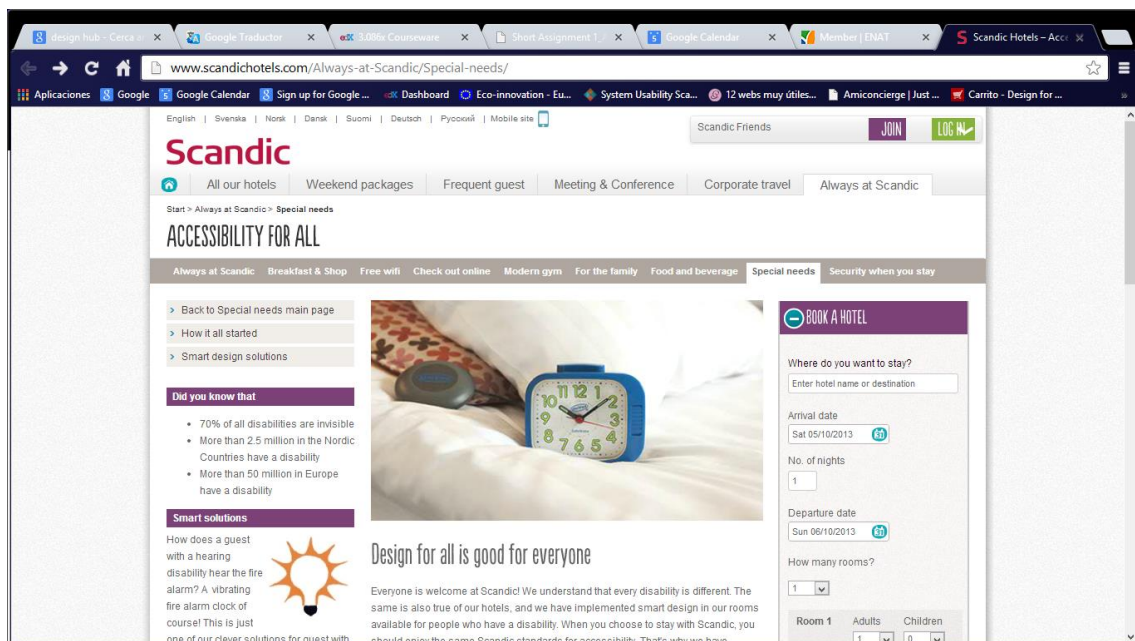 design hub - Cerca
Google Traductor
edX 3.086x Courseware
Short Assignment 1_
Google Calendar
Member | ENAT
Scandic Hotels – Acce
www.scandichotels.com/Always-at-Scandic/Special-needs/
Aplicaciones Google Google Calendar Sign up for Google ... Dashboard Eco-innovation - Eu... System Usability Sca... 12 webs muy útiles... Amiconcierge | Just ... Carrito - Design for ...
English | Svenska | Norsk | Dansk | Suomi | Deutsch | Русский | Mobile site
Scandic Friends JOIN LOG IN
Scandic
All our hotels Weekend packages Frequent guest Meeting & Conference Corporate travel Always at Scandic
Start > Always at Scandic > Special needs
ACCESSIBILITY FOR ALL
Always at Scandic Breakfast & Shop Free wifi Check out online Modern gym For the family Food and beverage Special needs Security when you stay
> Back to Special needs main page
> How it all started
> Smart design solutions
Did you know that
• 70% of all disabilities are invisible
• More than 2.5 million in the Nordic
Countries have a disability
• More than 50 million in Europe
have a disability
Smart solutions
How does a guest
with a hearing
disability hear the fire
alarm? A vibrating
fire alarm clock of
course! This is just
one of our clever solutions for guest with
12 1 2 3 4 5 6 7 8 9 10 11
Design for all is good for everyone
Everyone is welcome at Scandic! We understand that every disability is different. The
same is also true of our hotels, and we have implemented smart design in our rooms
available for people who have a disability. When you choose to stay with Scandic, you
should enjoy the same Scandic standards for accessibility. That's why we have
BOOK A HOTEL
Where do you want to stay?
Enter hotel name or destination
Arrival date
Sat 05/10/2013
No. of nights
1
Departure date
Sun 06/10/2013
How many rooms?
1
Room 1 Adults Children
1 0